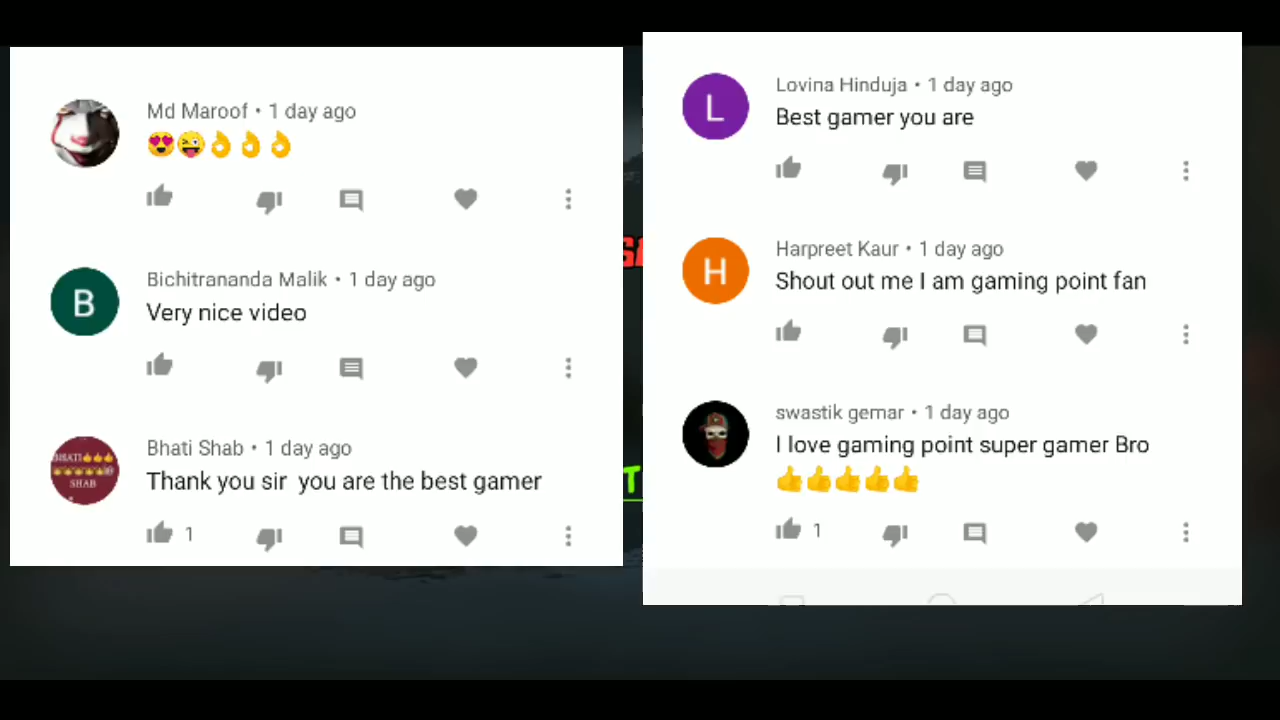 Md Maroof • 1 day ago
😍😜👌👌👌
Bichitrananda Malik • 1 day ago
B
Very nice video
Bhati Shab • 1 day ago
BHATI👍👍👍
SHAB
Thank you sir  you are the best gamer
1
Lovina Hinduja • 1 day ago
L
Best gamer you are
Harpreet Kaur • 1 day ago
H
Shout out me I am gaming point fan
swastik gemar • 1 day ago
I love gaming point super gamer Bro
👍👍👍👍👍
1